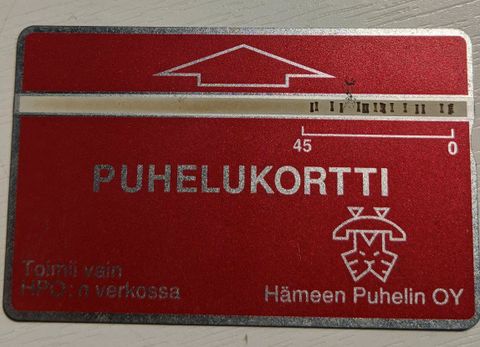 45 0
PUHELUKORTTI
Toimii vain
HPO:n verkossa
Hämeen Puhelin OY